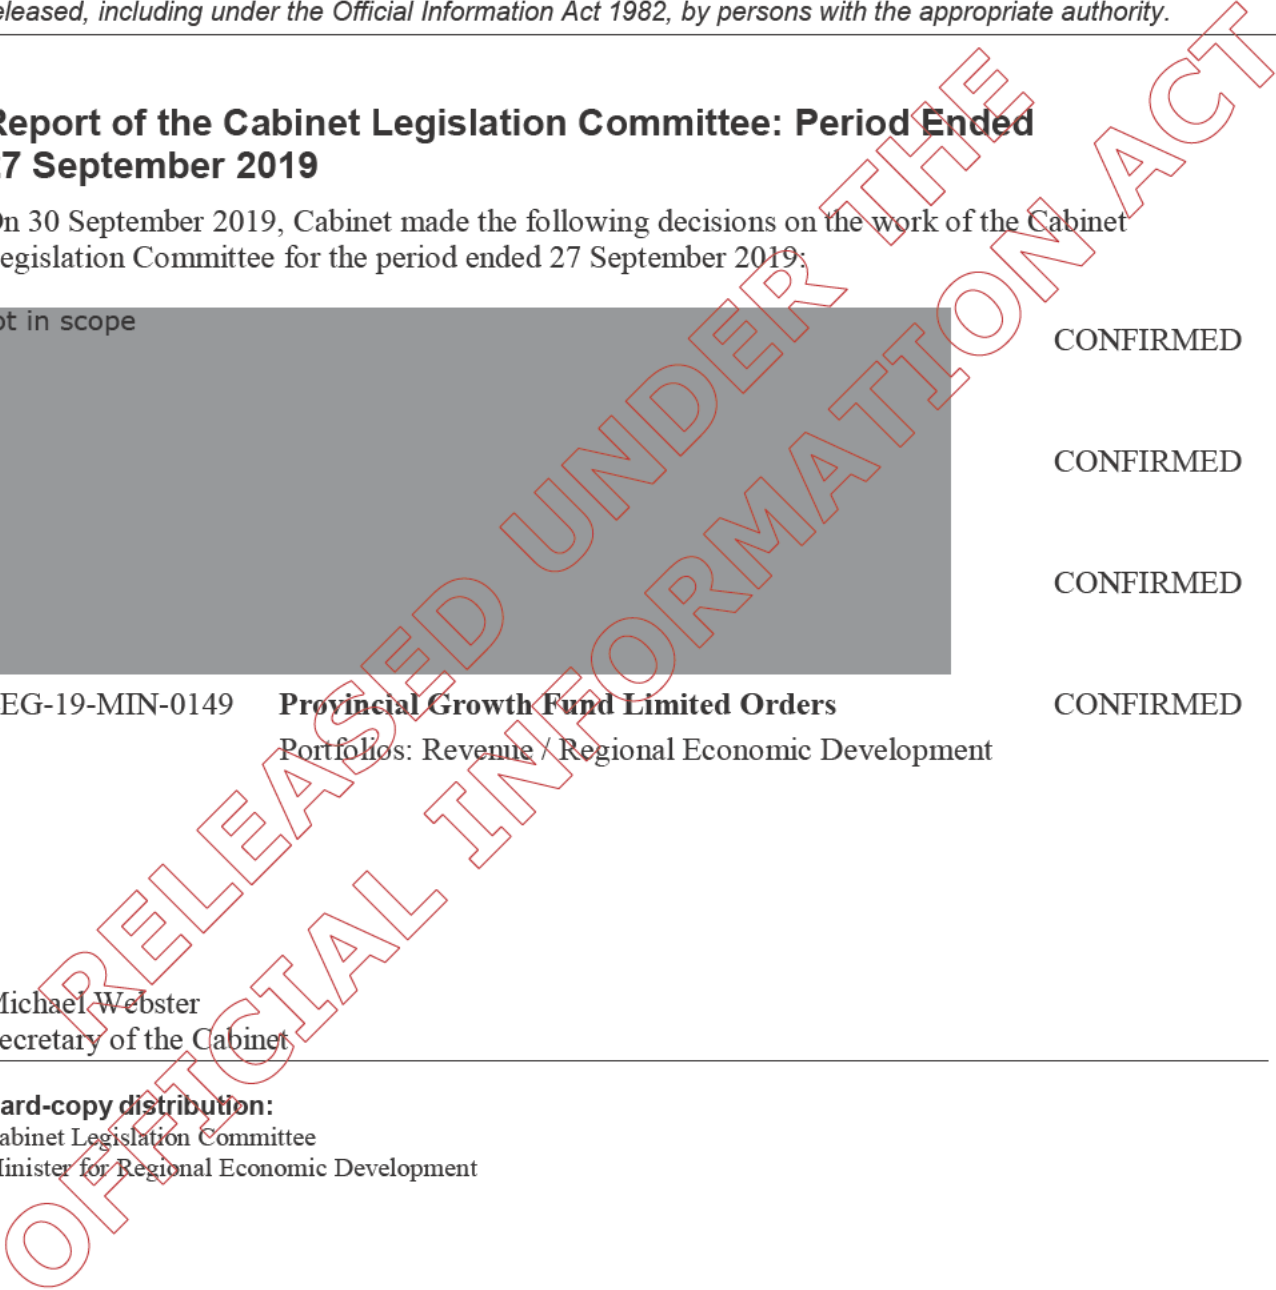 eleased, including under the Official Information Act 1982, by persons with the appropriate authority.
Report of the Cabinet Legislation Committee: Period Ended
27 September 2019
On 30 September 2019, Cabinet made the following decisions on the work of the Cabinet
egislation Committee for the period ended 27 September 2019:
ot in scope
CONFIRMED
CONFIRMED
CONFIRMED
EG-19-MIN-0149 Provincial Growth Fund Limited Orders CONFIRMED
Portfolios: Revenue / Regional Economic Development
Michael Webster
ecretary of the Cabinet
ard-copy distribution:
abinet Legislation Committee
Minister for Regional Economic Development
RELEASED UNDER THE
OFFICIAL INFORMATION ACT